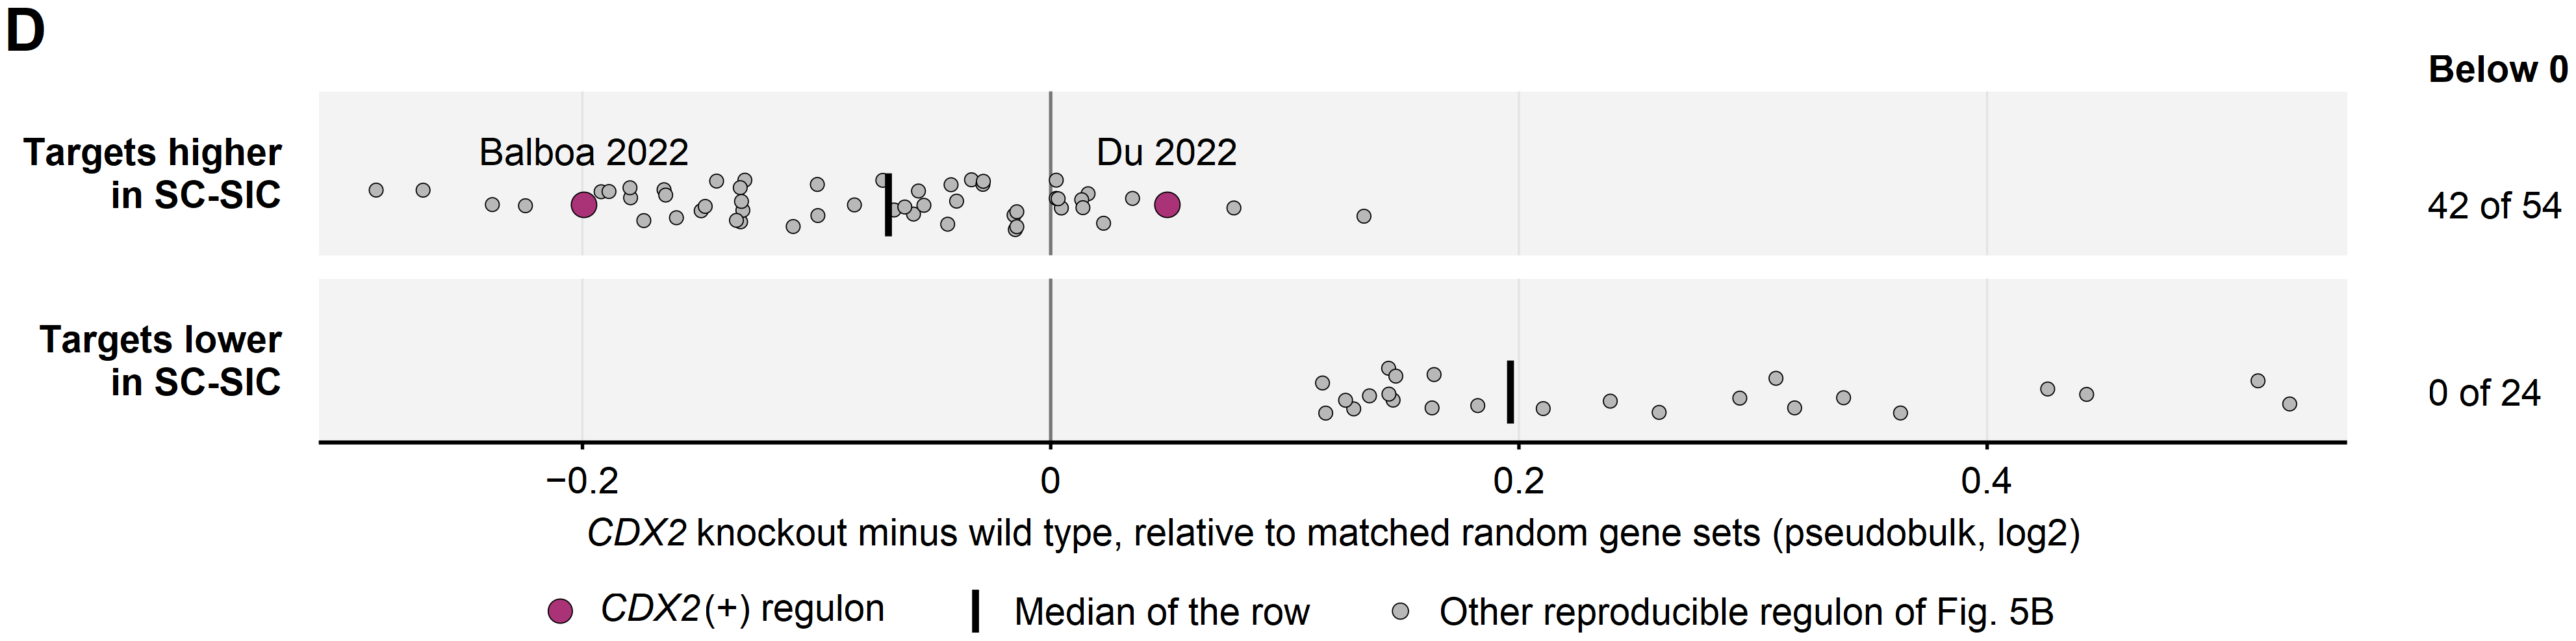 D
Below 0
Balboa 2022
Du 2022
Targets higher
in SC-SIC
42 of 54
Targets lower
in SC-SIC
0 of 24
−0.2
0
0.2
0.4
CDX2 knockout minus wild type, relative to matched random gene sets (pseudobulk, log2)
CDX2(+) regulon
Median of the row
Other reproducible regulon of Fig. 5B